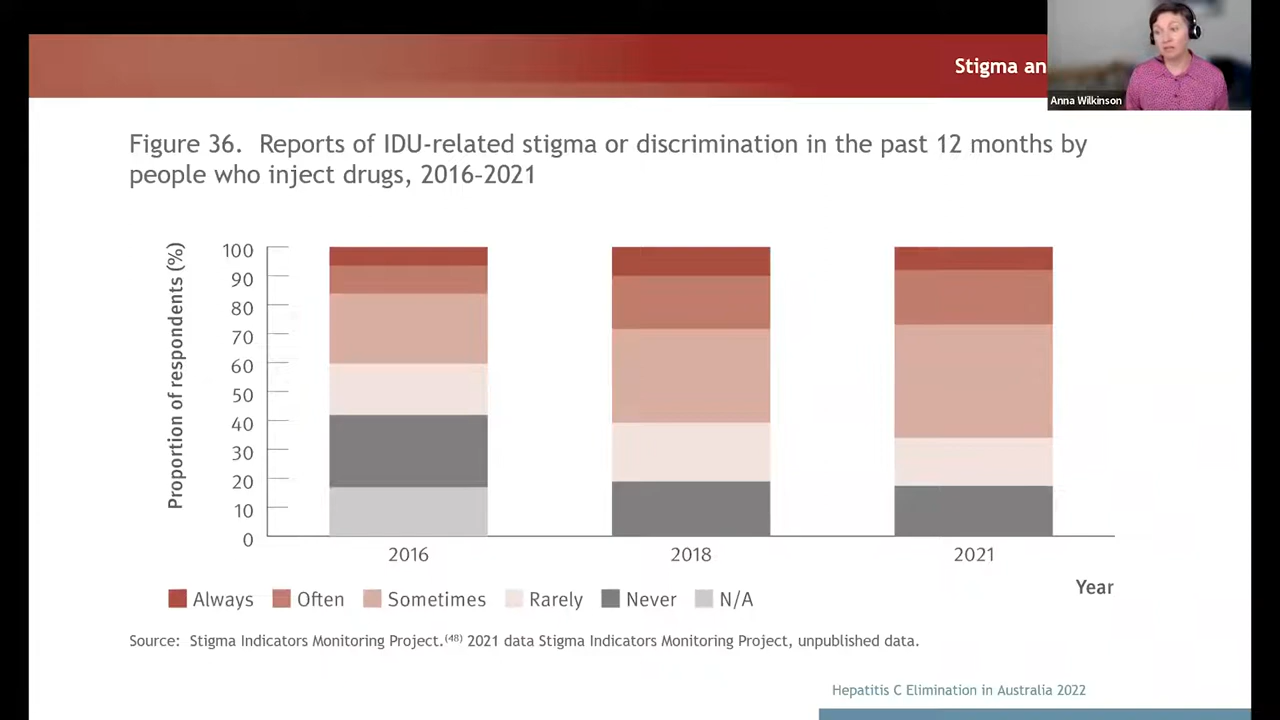 Stigma an
Anna Wilkinson
Figure 36. Reports of IDU-related stigma or discrimination in the past 12 months by
people who inject drugs, 2016–2021
Proportion of respondents (%)
100
90
80
70
60
50
40
30
20
10
0
2016
2018
2021
Year
Always
Often
Sometimes
Rarely
Never
N/A
Source: Stigma Indicators Monitoring Project.(48) 2021 data Stigma Indicators Monitoring Project, unpublished data.
Hepatitis C Elimination in Australia 2022